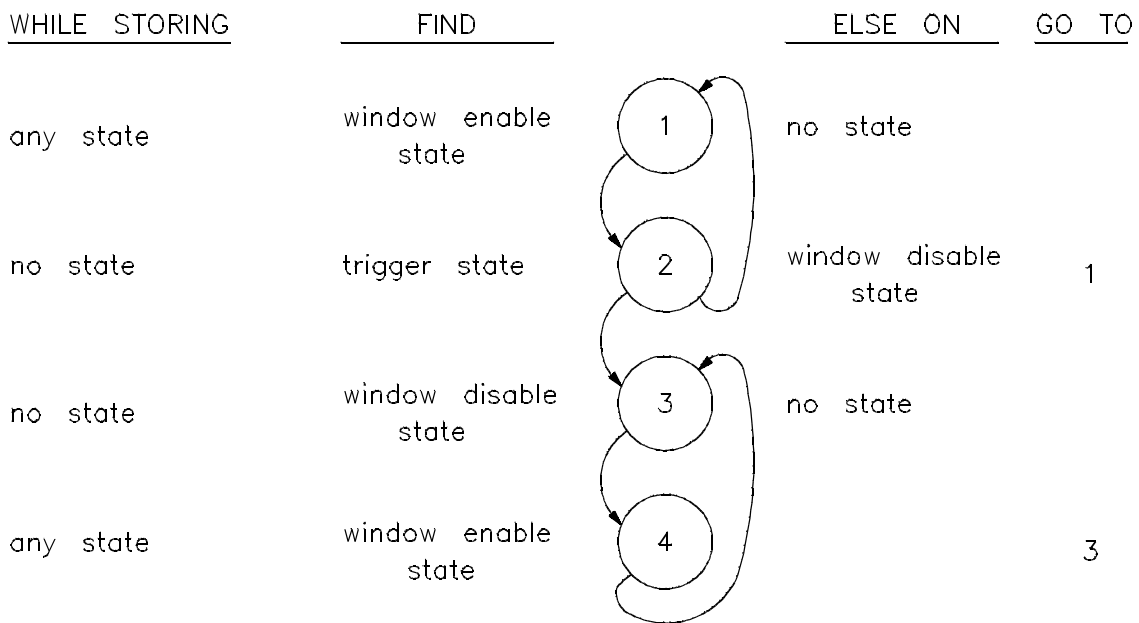 WHILE STORING FIND ELSE ON GO TO
any state window enable
state 1 no state
no state trigger state 2 window disable
state 1
no state window disable
state 3 no state
any state window enable
state 4 3